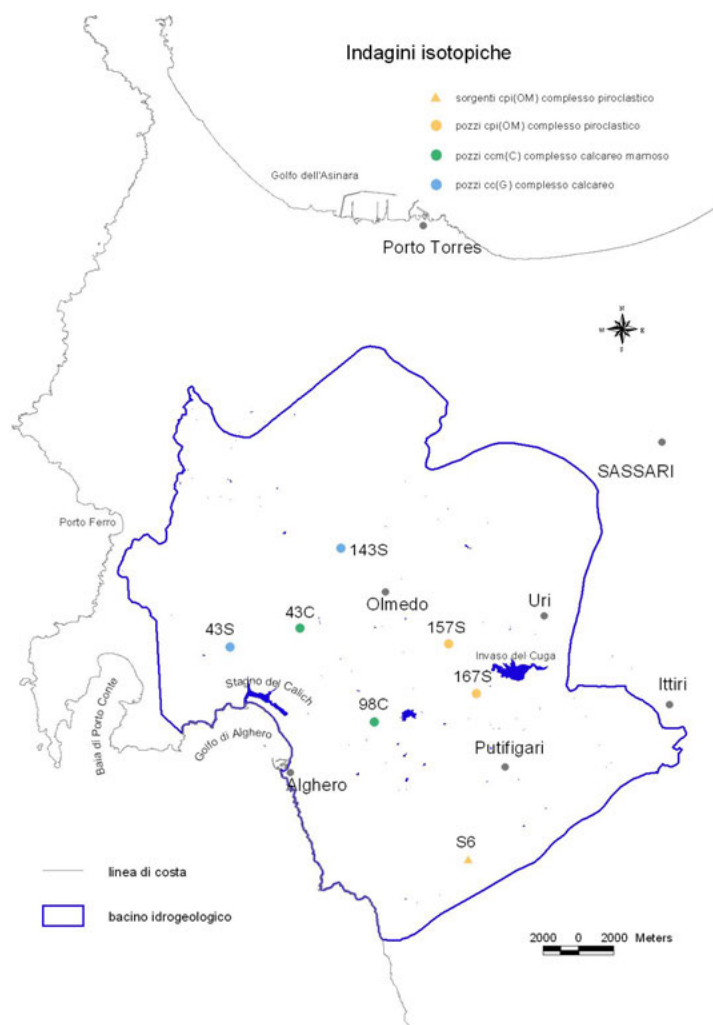 Indagini isotopiche
sorgenti cpi(OM) complesso piroclastico
pozzi cpi(OM) complesso piroclastico
pozzi ccm(C) complesso calcareo marnoso
pozzi cc(G) complesso calcareo
Golfo dell'Asinara
Porto Torres
N
W E
S
SASSARI
Porto Ferro
143S
Olmedo
Uri
43C
43S
157S
Invaso del Cuga
167S
Stagno del Calich
Ittiri
98C
Baia di Porto Conte
Golfo di Alghero
Putifigari
Alghero
S6
linea di costa
bacino idrogeologico
2000 0 2000 Meters